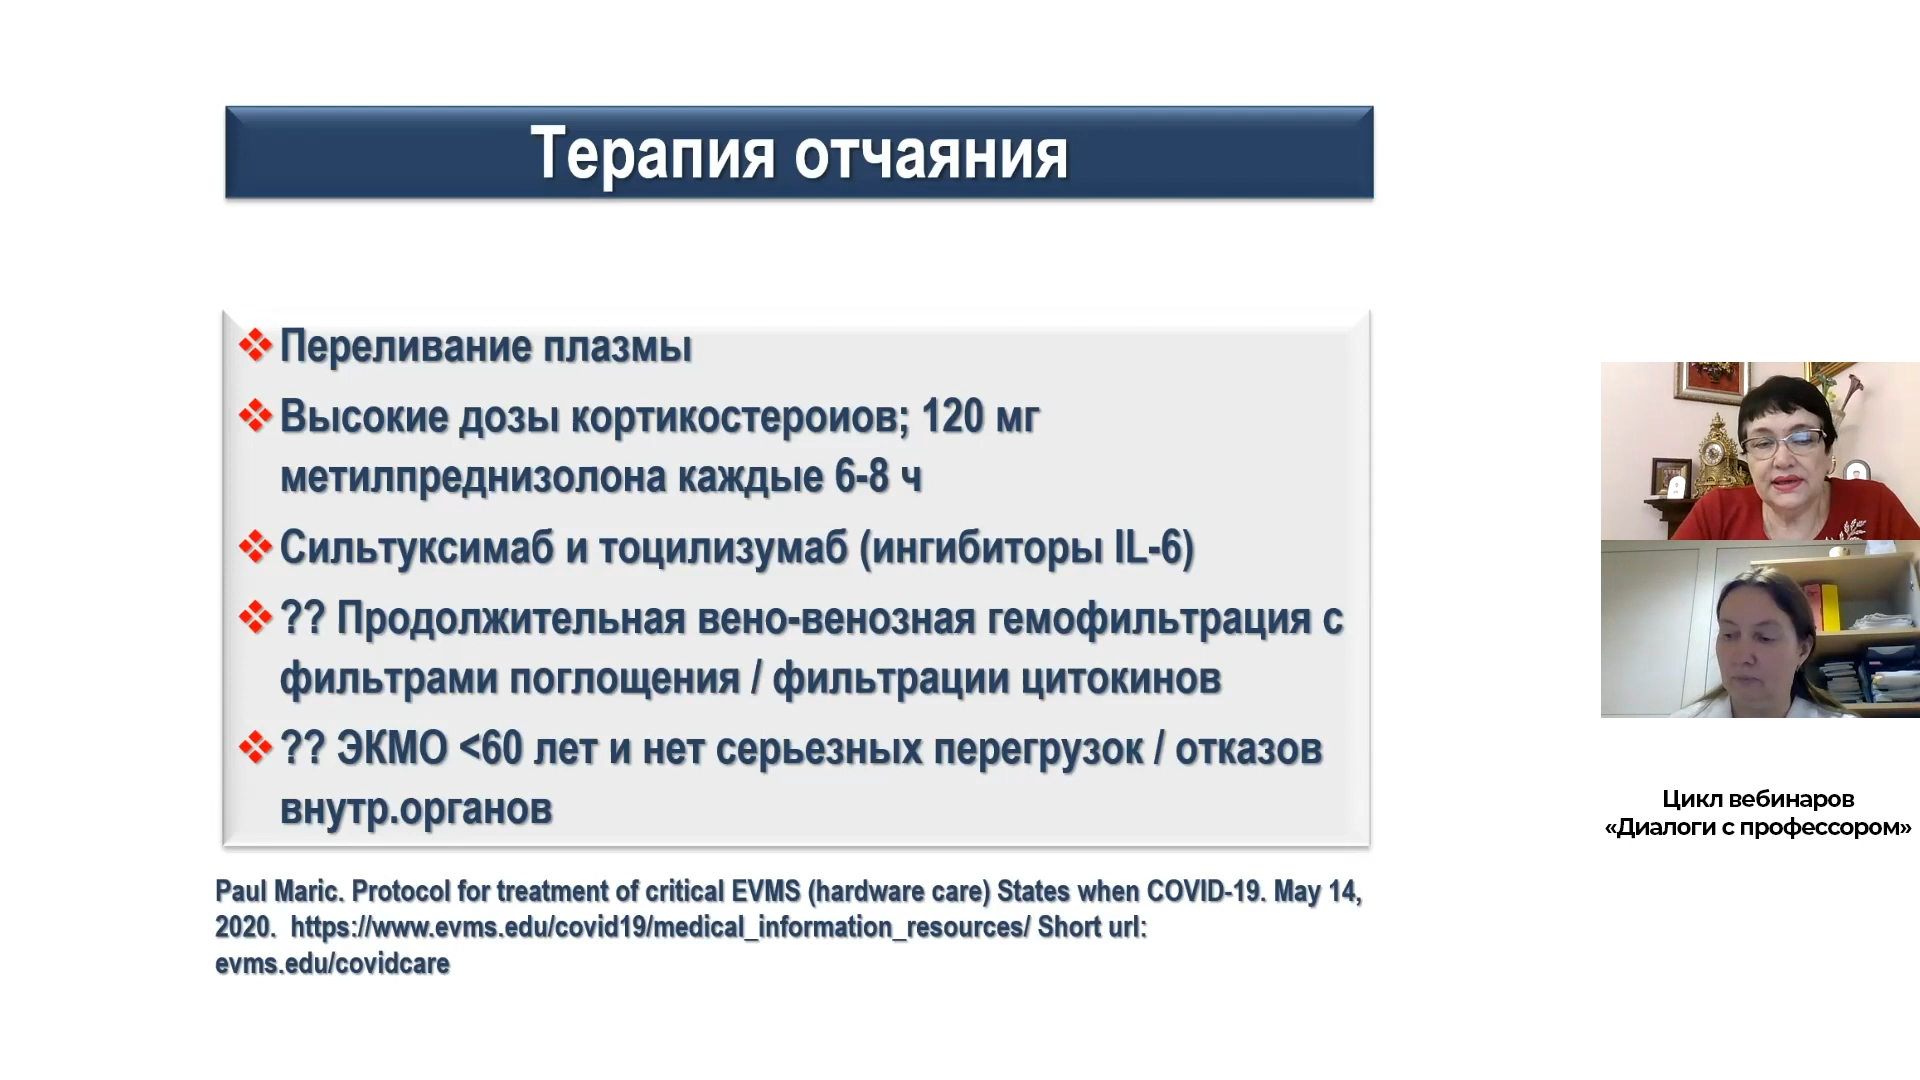 Терапия отчаяния
Переливание плазмы
Высокие дозы кортикостероиов; 120 мг
метилпреднизолона каждые 6-8 ч
Сильтуксимаб и тоцилизумаб (ингибиторы IL-6)
?? Продолжительная вено-венозная гемофильтрация с
фильтрами поглощения / фильтрации цитокинов
?? ЭКМО <60 лет и нет серьезных перегрузок / отказов
внутр.органов
Paul Maric. Protocol for treatment of critical EVMS (hardware care) States when COVID-19. May 14,
2020. https://www.evms.edu/covid19/medical_information_resources/ Short url:
evms.edu/covidcare
Цикл вебинаров
«Диалоги с профессором»